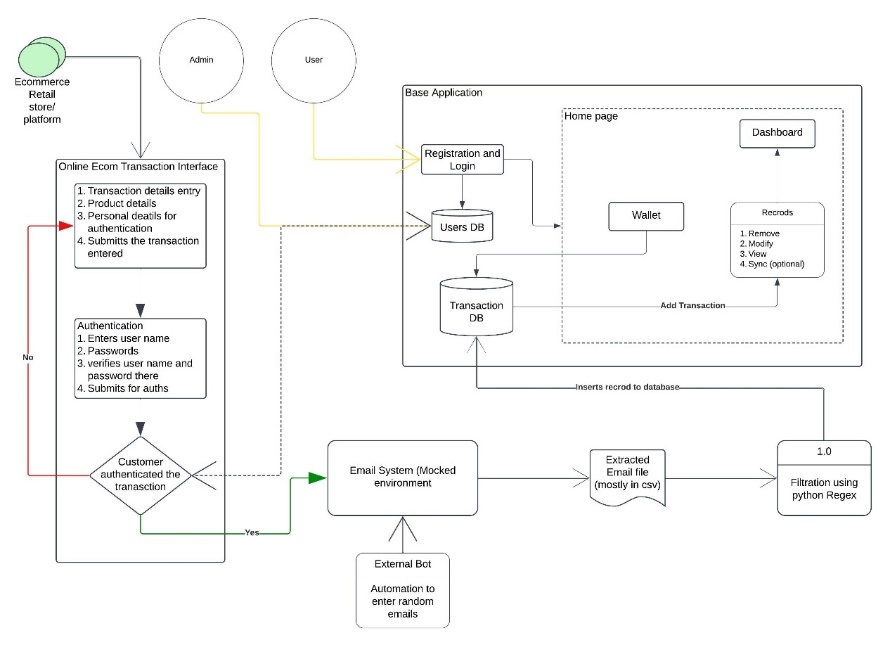 Admin
User
Ecommerce
Retail
store/
platform
Base Application
Home page
Dashboard
Registration and
Login
Online Ecom Transaction Interface
1. Transaction details entry
2. Product details
3. Personal deatils for
authentication
4. Submitts the transaction
entered
Users DB
Wallet
Recrods
1. Remove
2. Modify
3. View
4. Sync (optional)
Transaction
DB
Add Transaction
Authentication
1. Enters user name
2. Passwords
3. verifies user name and
password there
4. Submits for auths
No
Inserts recrod to database
Customer
authenticated the
tranasction
Yes
Email System (Mocked
environment
Extracted
Email file
(mostly in csv)
1.0
Filtration using
python Regex
External Bot
Automation to
enter random
emails